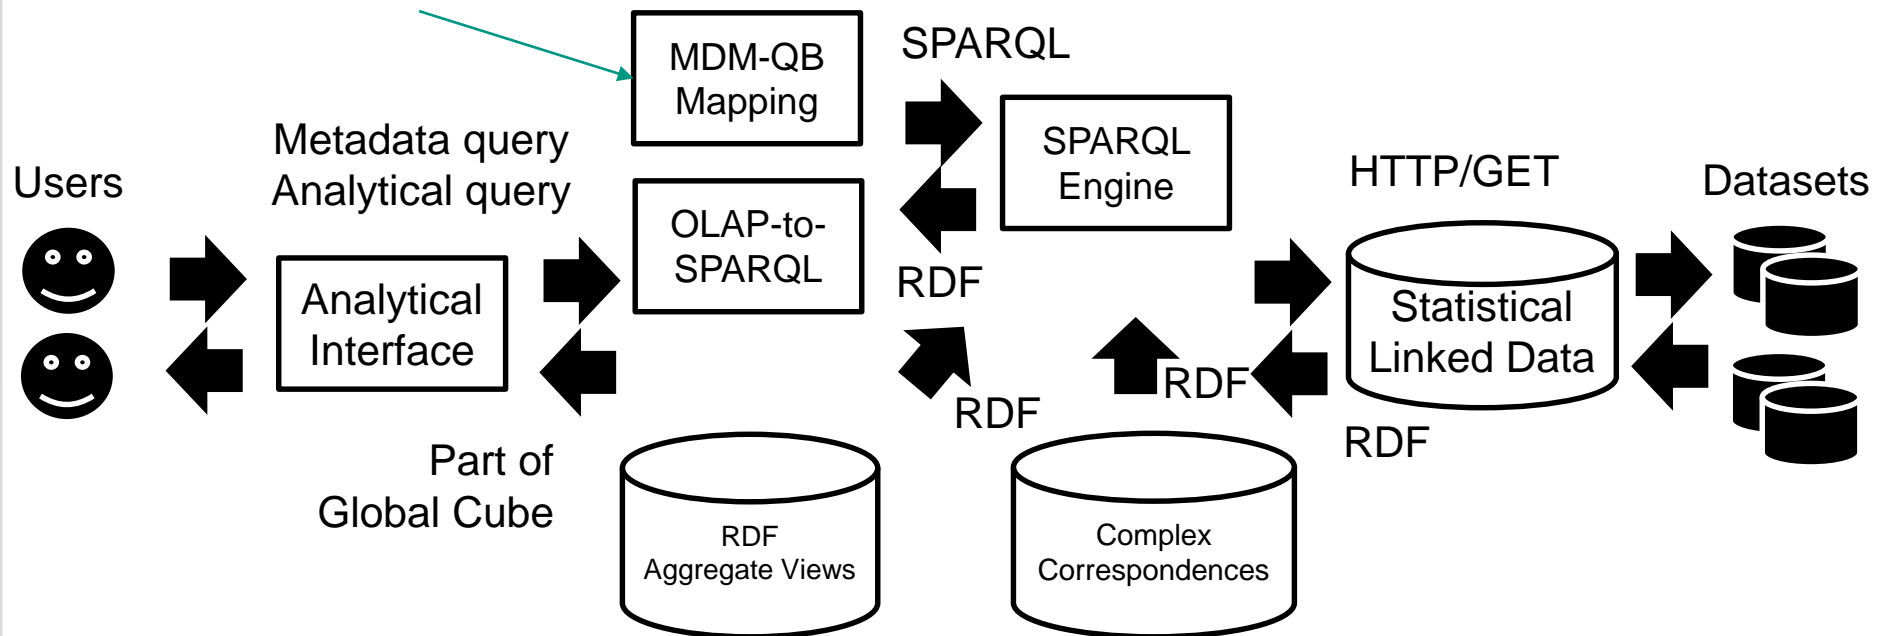 Users
Metadata query
Analytical query
Analytical
Interface
Part of
Global Cube
MDM-QB
Mapping
OLAP-to-
SPARQL
SPARQL
RDF
SPARQL
Engine
RDF
RDF
RDF
Aggregate Views
Complex
Correspondences
HTTP/GET
Statistical
Linked Data
RDF
Datasets